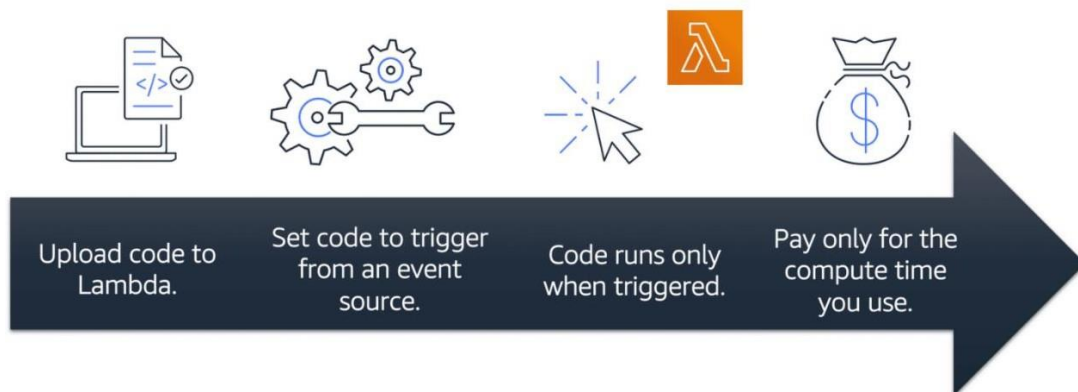 </>
$
Upload code to
Lambda.
Set code to trigger
from an event
source.
Code runs only
when triggered.
Pay only for the
compute time
you use.